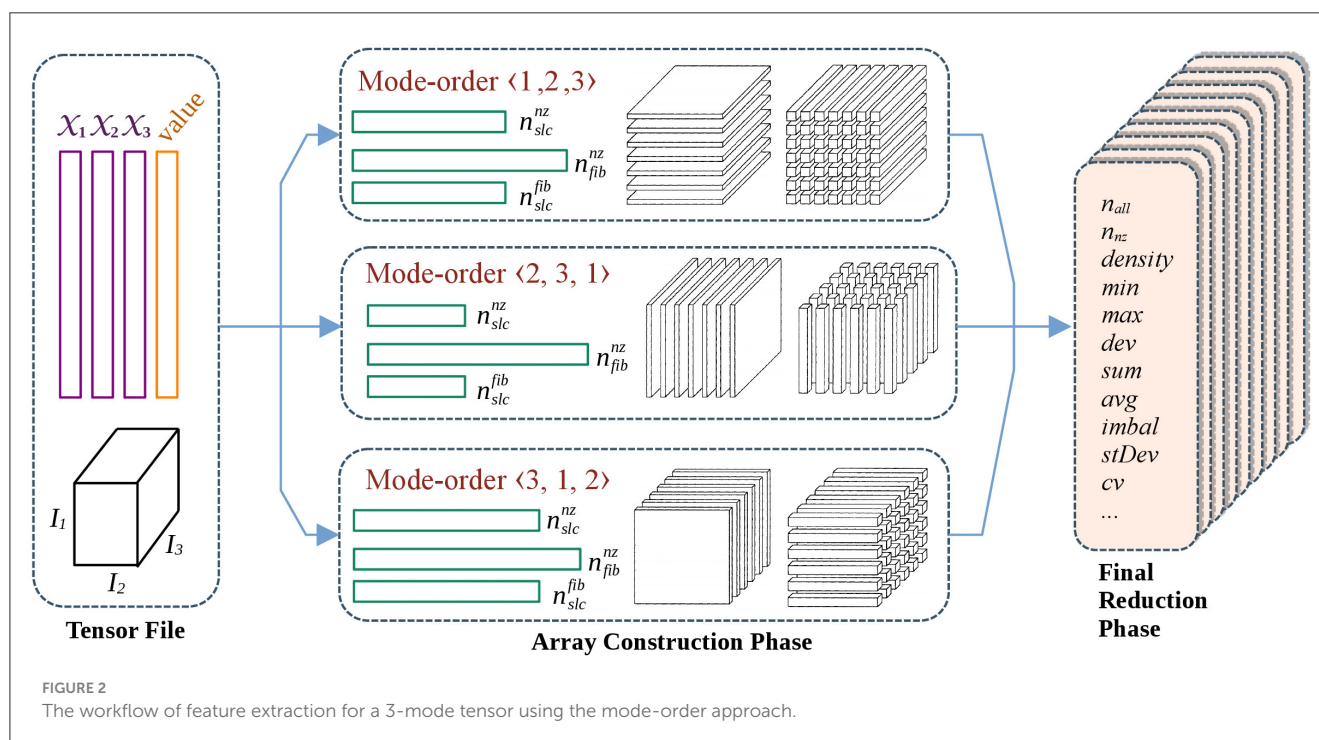 X₁ X₂ X₃ value
I₁
I₂
I₃
Tensor File
Mode-order ⟨1,2,3⟩
n_slc^nz
n_fib^nz
n_slc^fib
Mode-order ⟨2, 3, 1⟩
n_slc^nz
n_fib^nz
n_slc^fib
Mode-order ⟨3, 1, 2⟩
n_slc^nz
n_fib^nz
n_slc^fib
Array Construction Phase
n_all
n_nz
density
min
max
dev
sum
avg
imbal
stDev
cv
...
Final
Reduction
Phase
FIGURE 2
The workflow of feature extraction for a 3-mode tensor using the mode-order approach.